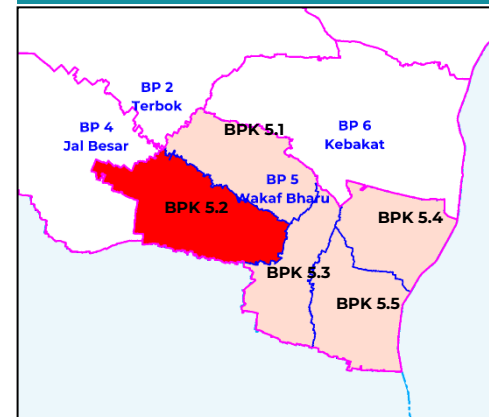 BP 2
Terbok
BP 4
Jal Besar
BPK 5.1
BP 6
Kebakat
BP 5
Wakaf Bharu
BPK 5.2
BPK 5.4
BPK 5.3
BPK 5.5